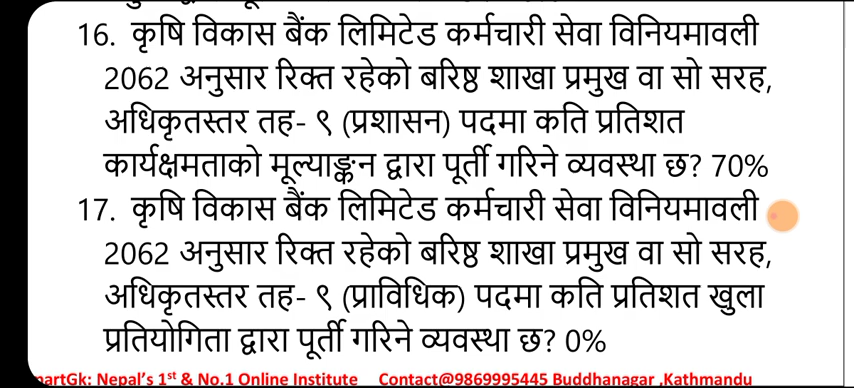 16. कृषि विकास बैंक लिमिटेड कर्मचारी सेवा विनियमावली
2062 अनुसार रिक्त रहेको बरिष्ठ शाखा प्रमुख वा सो सरह,
अधिकृतस्तर तह- ९ (प्रशासन) पदमा कति प्रतिशत
कार्यक्षमताको मूल्याङ्कन द्वारा पूर्ती गरिने व्यवस्था छ? 70%
17. कृषि विकास बैंक लिमिटेड कर्मचारी सेवा विनियमावली
2062 अनुसार रिक्त रहेको बरिष्ठ शाखा प्रमुख वा सो सरह,
अधिकृतस्तर तह- ९ (प्राविधिक) पदमा कति प्रतिशत खुला
प्रतियोगिता द्वारा पूर्ती गरिने व्यवस्था छ? 0%
martGk: Nepal's 1st & No.1 Online Institute Contact@9869995445 Buddhanagar ,Kathmandu